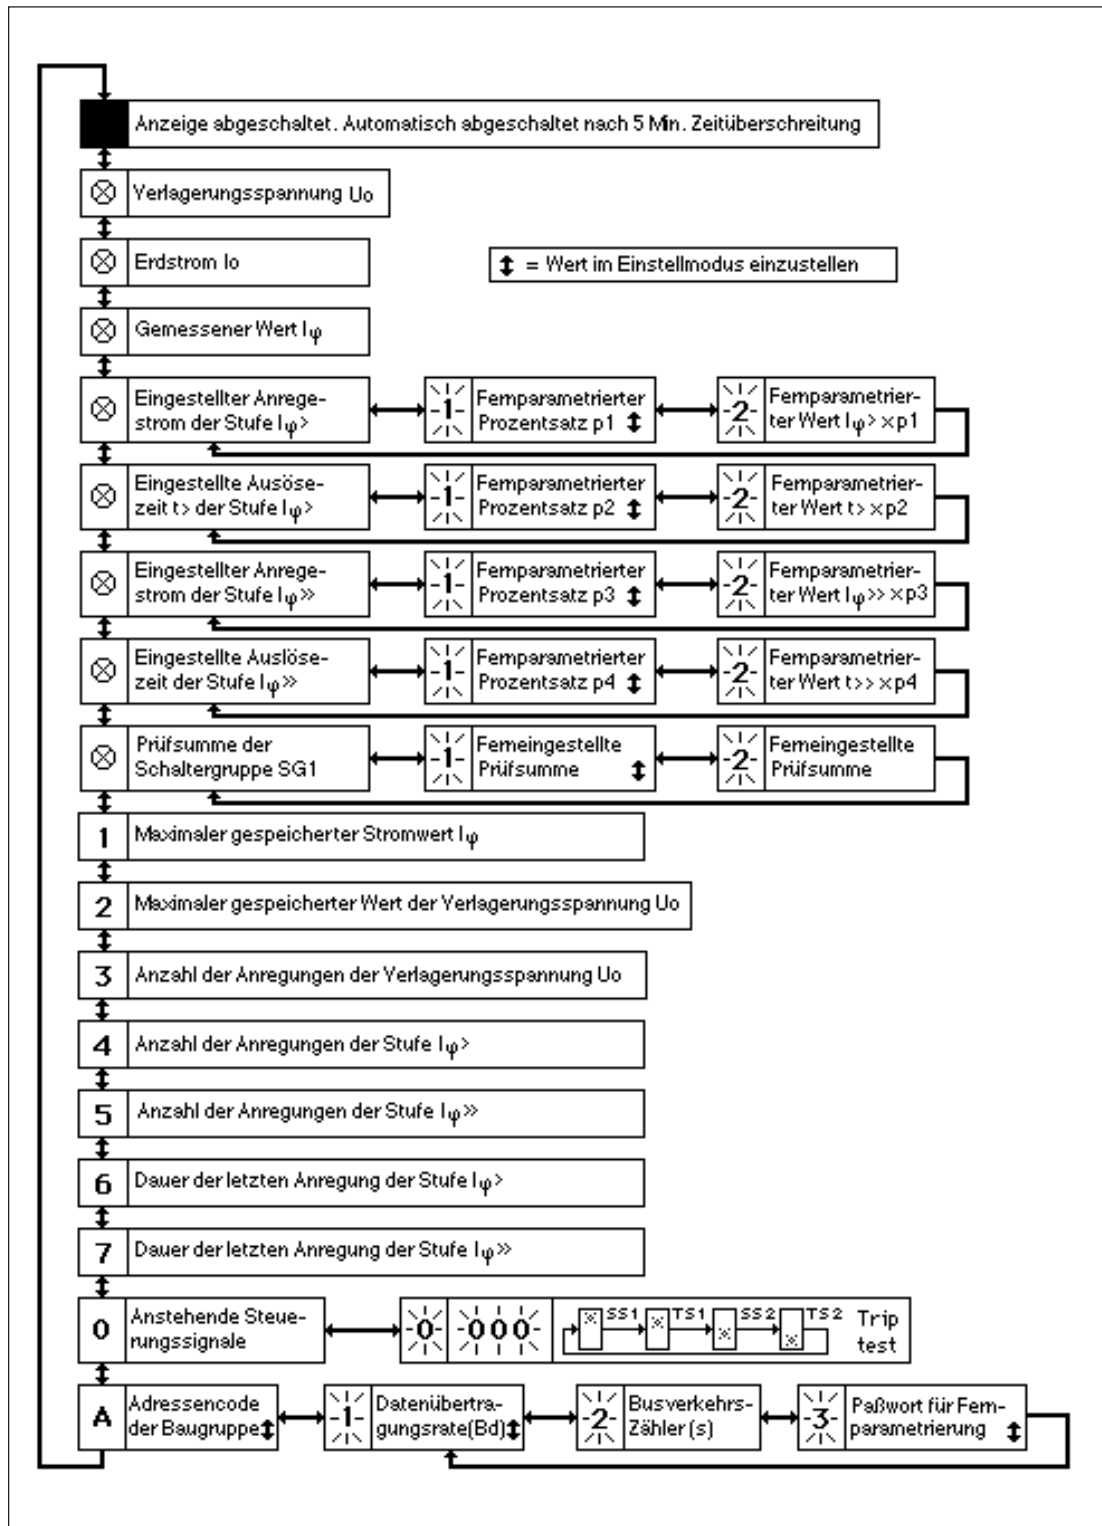 Anzeige abgeschaltet. Automatisch abgeschaltet nach 5 Min. Zeitüberschreitung
Verlagerungsspannung Uo
Erdstrom Io
↕ = Wert im Einstellmodus einzustellen
Gemessener Wert Iφ
Eingestellter Anrege-
strom der Stufe Iφ>
-1-
Fernparametrierter
Prozentsatz p1 ↕
-2-
Fernparametrier-
ter Wert Iφ> x p1
Eingestellte Ausöse-
zeit t> der Stufe Iφ>
-1-
Fernparametrierter
Prozentsatz p2 ↕
-2-
Fernparametrier-
ter Wert t> x p2
Eingestellter Anrege-
strom der Stufe Iφ>>
-1-
Fernparametrierter
Prozentsatz p3 ↕
-2-
Fernparametrier-
ter Wert Iφ>> x p3
Eingestellte Auslöse-
zeit der Stufe Iφ>>
-1-
Fernparametrierter
Prozentsatz p4 ↕
-2-
Fernparametrier-
ter Wert t>> x p4
Prüfsumme der
Schaltergruppe SG1
-1-
Ferneingestellte
Prüfsumme ↕
-2-
Ferneingestellte
Prüfsumme
1 Maximaler gespeicherter Stromwert Iφ
2 Maximaler gespeicherter Wert der Verlagerungsspannung Uo
3 Anzahl der Anregungen der Verlagerungsspannung Uo
4 Anzahl der Anregungen der Stufe Iφ>
5 Anzahl der Anregungen der Stufe Iφ>>
6 Dauer der letzten Anregung der Stufe Iφ>
7 Dauer der letzten Anregung der Stufe Iφ>>
0
Anstehende Steue-
rungssignale
-0- -000-
SS1 TS1 SS2 TS2
Trip
test
A
Adressencode
der Baugruppe ↕
-1-
Datenübertra-
gungsrate(Bd) ↕
-2-
Busverkehrs-
Zähler (s)
-3-
Paßwort für Fern-
parametrierung ↕